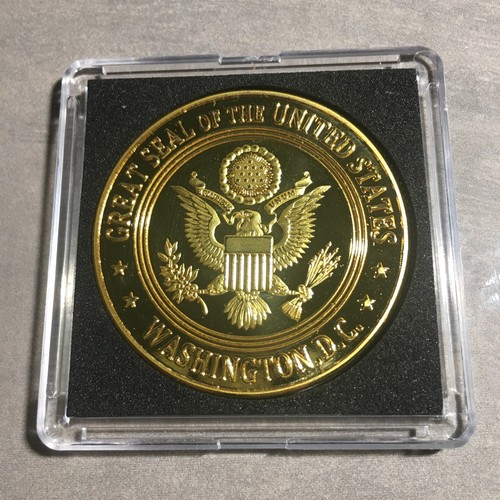 GREAT SEAL OF THE UNITED STATES
WASHINGTON, D.C.